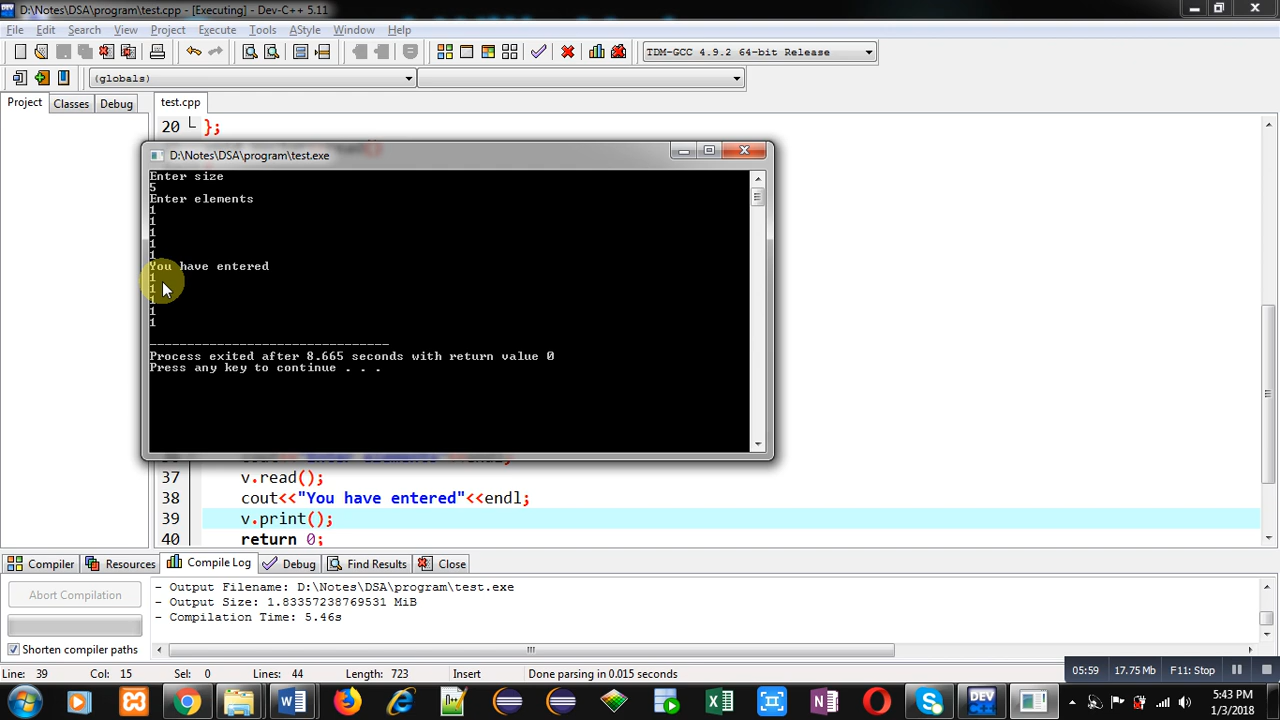 D:\Notes\DSA\program\test.cpp - [Executing] - Dev-C++ 5.11
File Edit Search View Project Execute Tools AStyle Window Help
TDM-GCC 4.9.2 64-bit Release
(globals)
Project Classes Debug test.cpp
20 };
D:\Notes\DSA\program\test.exe
Enter size
5
Enter elements
1
1
1
1
1
You have entered
1
1
1
1
1
--------------------------------
Process exited after 8.665 seconds with return value 0
Press any key to continue . . .
37 v.read();
38 cout<<"You have entered"<<endl;
39 v.print();
40 return 0;
Compiler Resources Compile Log Debug Find Results Close
Abort Compilation
Shorten compiler paths
- Output Filename: D:\Notes\DSA\program\test.exe
- Output Size: 1.83357238769531 MiB
- Compilation Time: 5.46s
Line: 39 Col: 15 Sel: 0 Lines: 44 Length: 723 Insert Done parsing in 0.015 seconds
05:59 17.75 Mb F11: Stop
5:43 PM
1/3/2018